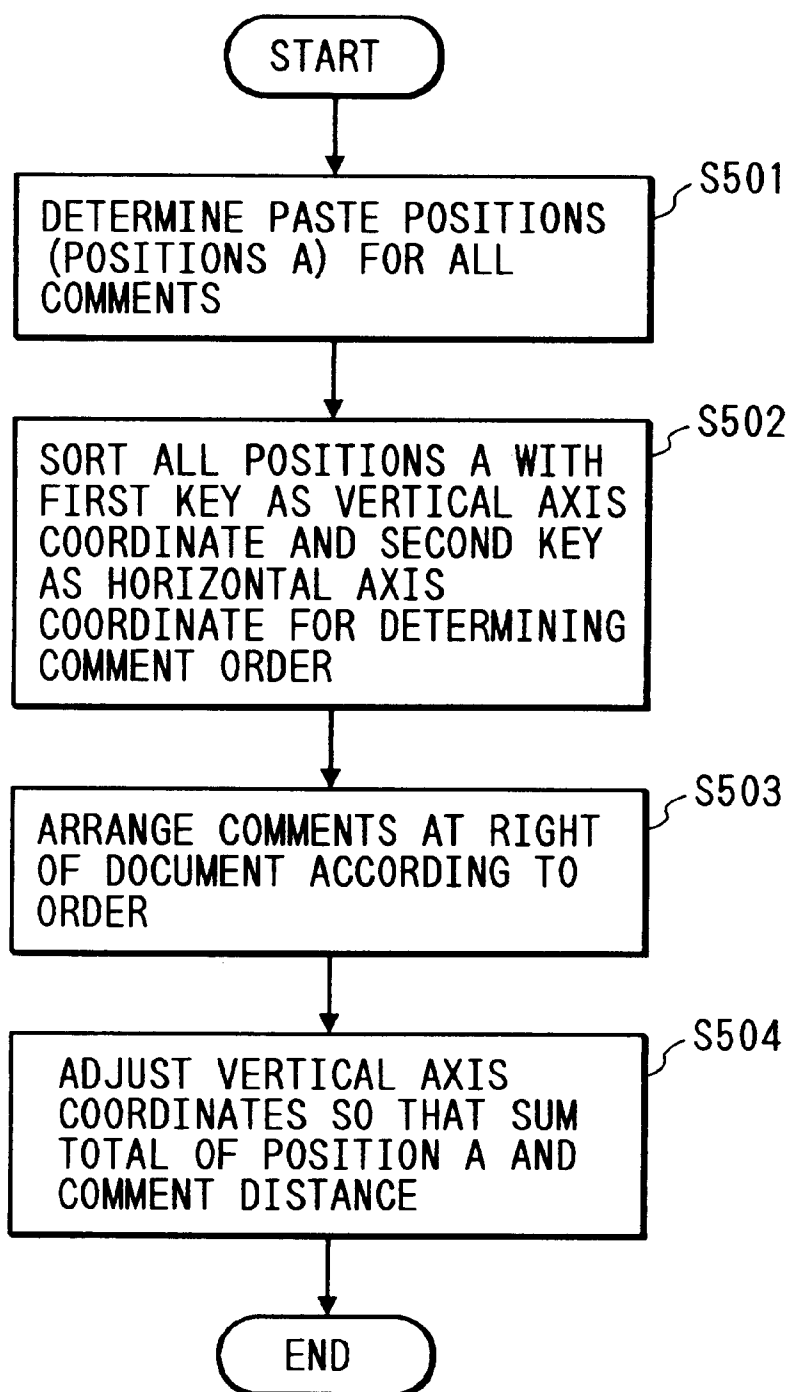 START
S501
DETERMINE PASTE POSITIONS
(POSITIONS A) FOR ALL
COMMENTS
S502
SORT ALL POSITIONS A WITH
FIRST KEY AS VERTICAL AXIS
COORDINATE AND SECOND KEY
AS HORIZONTAL AXIS
COORDINATE FOR DETERMINING
COMMENT ORDER
S503
ARRANGE COMMENTS AT RIGHT
OF DOCUMENT ACCORDING TO
ORDER
S504
ADJUST VERTICAL AXIS
COORDINATES SO THAT SUM
TOTAL OF POSITION A AND
COMMENT DISTANCE
END